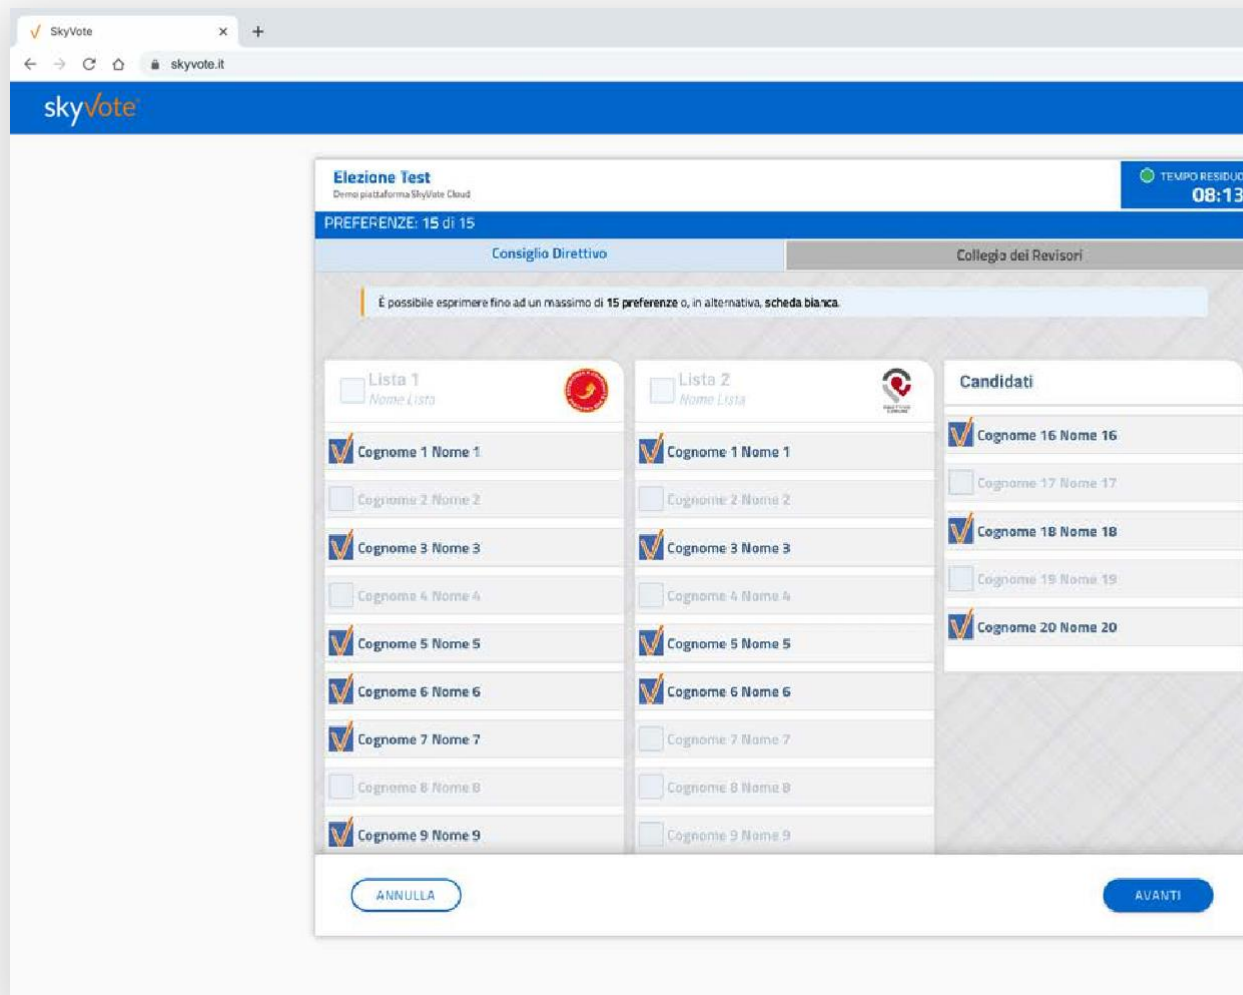 SkyVote
skyvote.it
skyvote
Elezione Test
Demo piattaforma SkyVote Cloud
TEMPO RESIDUO
08:13
PREFERENZE: 15 di 15
Consiglio Direttivo
Collegio dei Revisori
È possibile esprimere fino ad un massimo di 15 preferenze o, in alternativa, scheda bianca.
Lista 1
Nome Lista
Cognome 1 Nome 1
Cognome 2 Nome 2
Cognome 3 Nome 3
Cognome 4 Nome 4
Cognome 5 Nome 5
Cognome 6 Nome 6
Cognome 7 Nome 7
Cognome 8 Nome 8
Cognome 9 Nome 9
Lista 2
Nome Lista
Cognome 1 Nome 1
Cognome 2 Nome 2
Cognome 3 Nome 3
Cognome 4 Nome 4
Cognome 5 Nome 5
Cognome 6 Nome 6
Cognome 7 Nome 7
Cognome 8 Nome 8
Cognome 9 Nome 9
Candidati
Cognome 16 Nome 16
Cognome 17 Nome 17
Cognome 18 Nome 18
Cognome 19 Nome 19
Cognome 20 Nome 20
ANNULLA
AVANTI